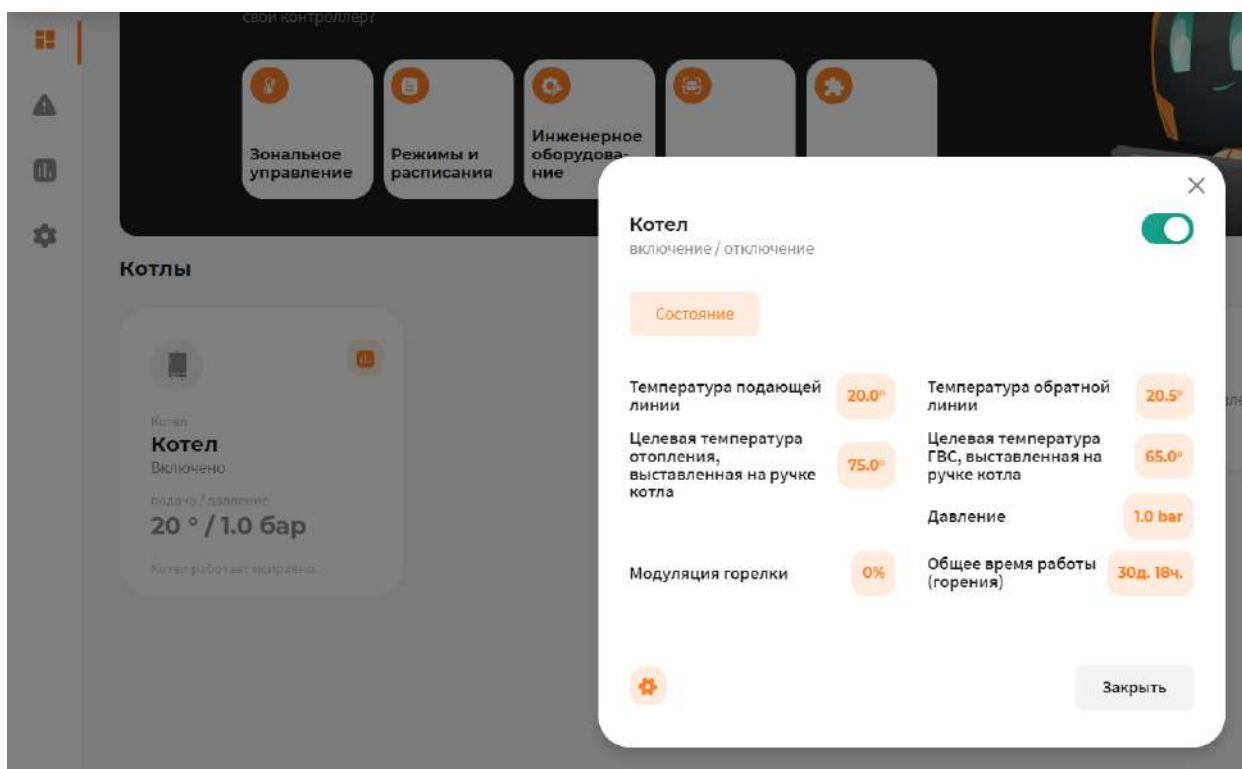 свой контроллер?
Зональное
управление
Режимы и
расписания
Инженерное
оборудова-
ние
Котлы
Котел
Котел
Включено
подача / давление
20 ° / 1.0 бар
Котел работает исправно.
Котел
включение / отключение
Состояние
Температура подающей
линии
20.0°
Температура обратной
линии
20.5°
Целевая температура
отопления,
выставленная на ручке
котла
75.0°
Целевая температура
ГВС, выставленная на
ручке котла
65.0°
Давление
1.0 bar
Модуляция горелки
0%
Общее время работы
(горения)
30д. 18ч.
Закрыть